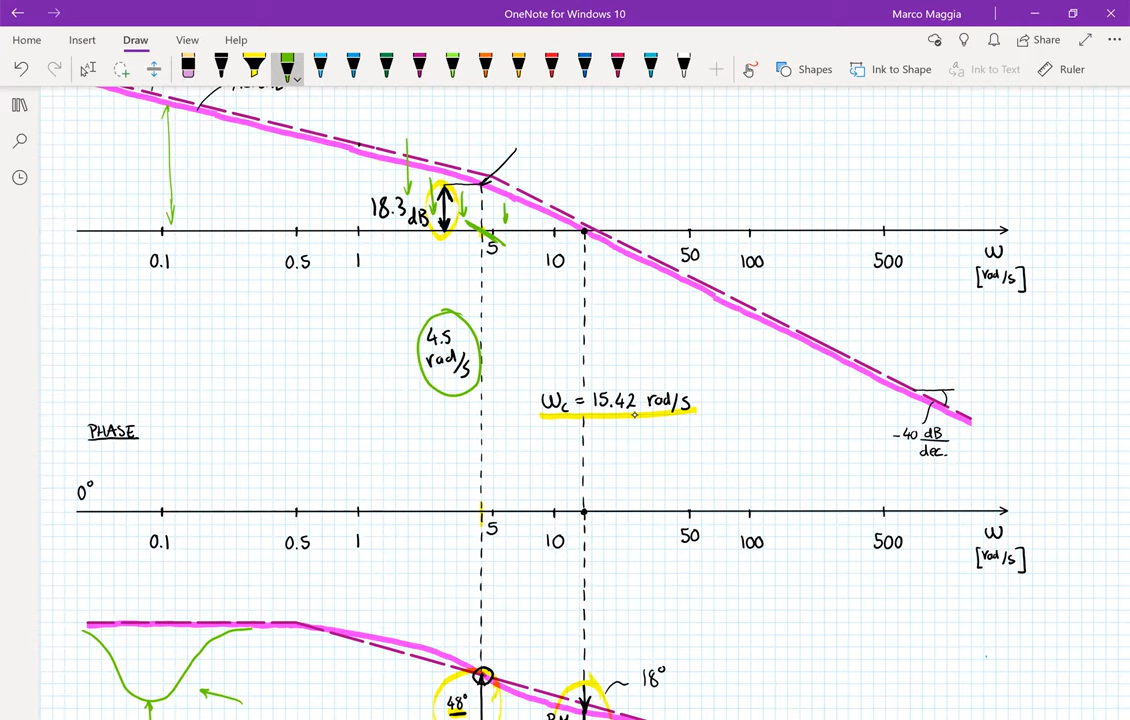 OneNote for Windows 10
Marco Maggia
Home
Insert
Draw
View
Help
Share
Shapes
Ink to Shape
Ink to Text
Ruler
18.3 dB
0.1
0.5
1
5
10
50
100
500
ω
[rad/s]
4.5
rad/s
ωc = 15.42 rad/s
-40 dB
dec.
PHASE
0°
0.1
0.5
1
5
10
50
100
500
ω
[rad/s]
48°
18°